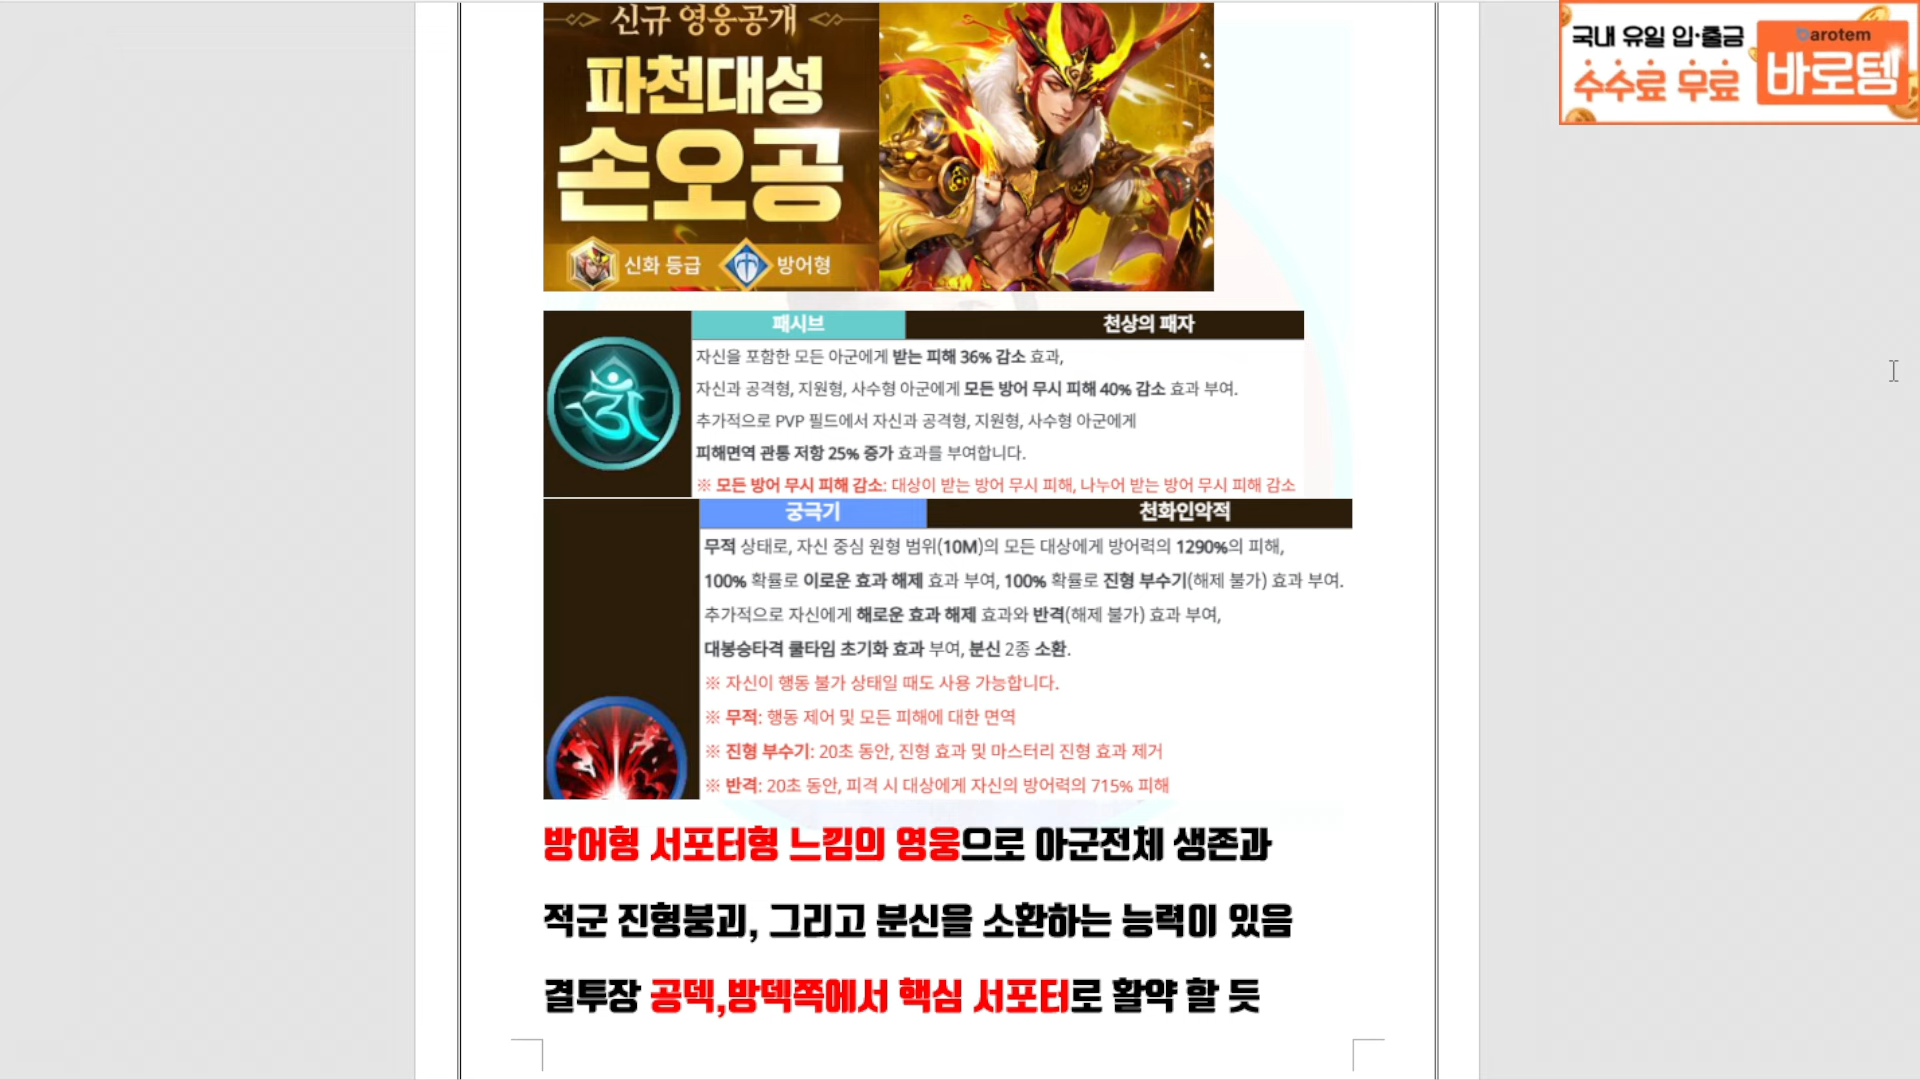 신규 영웅공개
파천대성
손오공
신화 등급
방어형
국내 유일 입·출금
수수료 무료
Barotem
바로템
패시브
천상의 패자
자신을 포함한 모든 아군에게 받는 피해 36% 감소 효과,
자신과 공격형, 지원형, 사수형 아군에게 모든 방어 무시 피해 40% 감소 효과 부여.
추가적으로 PVP 필드에서 자신과 공격형, 지원형, 사수형 아군에게
피해면역 관통 저항 25% 증가 효과를 부여합니다.
※ 모든 방어 무시 피해 감소: 대상이 받는 방어 무시 피해, 나누어 받는 방어 무시 피해 감소
궁극기
천화인악적
무적 상태로, 자신 중심 원형 범위(10M)의 모든 대상에게 방어력의 1290%의 피해,
100% 확률로 이로운 효과 해제 효과 부여, 100% 확률로 진형 부수기(해제 불가) 효과 부여.
추가적으로 자신에게 해로운 효과 해제 효과와 반격(해제 불가) 효과 부여,
대붕승타격 쿨타임 초기화 효과 부여, 분신 2종 소환.
※ 자신이 행동 불가 상태일 때도 사용 가능합니다.
※ 무적: 행동 제어 및 모든 피해에 대한 면역
※ 진형 부수기: 20초 동안, 진형 효과 및 마스터리 진형 효과 제거
※ 반격: 20초 동안, 피격 시 대상에게 자신의 방어력의 715% 피해
방어형 서포터형 느낌의 영웅으로 아군전체 생존과
적군 진형붕괴, 그리고 분신을 소환하는 능력이 있음
결투장 공덱,방덱쪽에서 핵심 서포터로 활약 할 듯